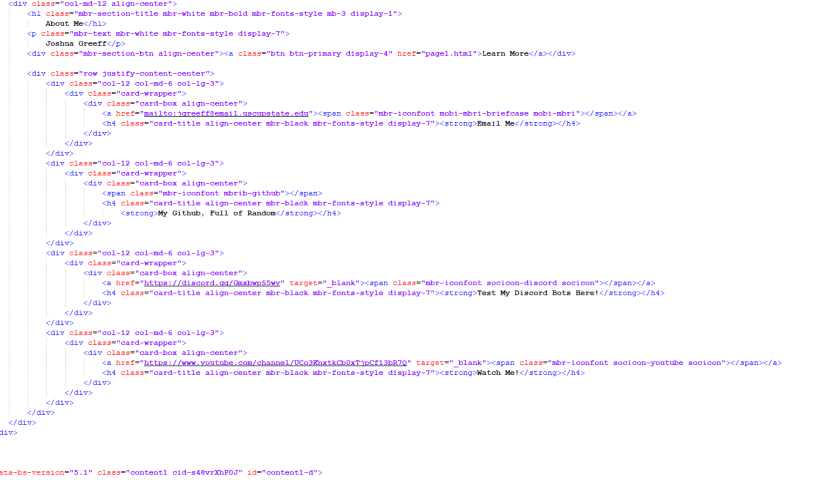 <div class="col-md-12 align-center">
<h1 class="mbr-section-title mbr-white mbr-bold mbr-fonts-style mb-3 display-1">
About Me</h1>
<p class="mbr-text mbr-white mbr-fonts-style display-7">
Joshua Greeff</p>
<div class="mbr-section-btn align-center"><a class="btn btn-primary display-4" href="page1.html">Learn More</a></div>
<div class="row justify-content-center">
<div class="col-12 col-md-6 col-lg-3">
<div class="card-wrapper">
<div class="card-box align-center">
<a href="mailto:jgreeff@email.uscupstate.edu"><span class="mbr-iconfont mobi-mbri-briefcase mobi-mbri"></span></a>
<h4 class="card-title align-center mbr-black mbr-fonts-style display-7"><strong>Email Me</strong></h4>
</div>
</div>
</div>
<div class="col-12 col-md-6 col-lg-3">
<div class="card-wrapper">
<div class="card-box align-center">
<span class="mbr-iconfont mbrib-github"></span>
<h4 class="card-title align-center mbr-black mbr-fonts-style display-7">
<strong>My Github, Full of Random</strong></h4>
</div>
</div>
</div>
<div class="col-12 col-md-6 col-lg-3">
<div class="card-wrapper">
<div class="card-box align-center">
<a href="https://discord.gg/GmxbwpS5wy" target="_blank"><span class="mbr-iconfont socicon-discord socicon"></span></a>
<h4 class="card-title align-center mbr-black mbr-fonts-style display-7"><strong>Test My Discord Bots Here!</strong></h4>
</div>
</div>
</div>
<div class="col-12 col-md-6 col-lg-3">
<div class="card-wrapper">
<div class="card-box align-center">
<a href="https://www.youtube.com/channel/UCo3KnxtkCb0xTjpCf13bR7Q" target="_blank"><span class="mbr-iconfont socicon-youtube socicon"></span></a>
<h4 class="card-title align-center mbr-black mbr-fonts-style display-7"><strong>Watch Me!</strong></h4>
</div>
</div>
</div>
</div>
</div>
div>
ata-bs-version="5.1" class="content1 cid-s48vrXhP0J" id="content1-d">